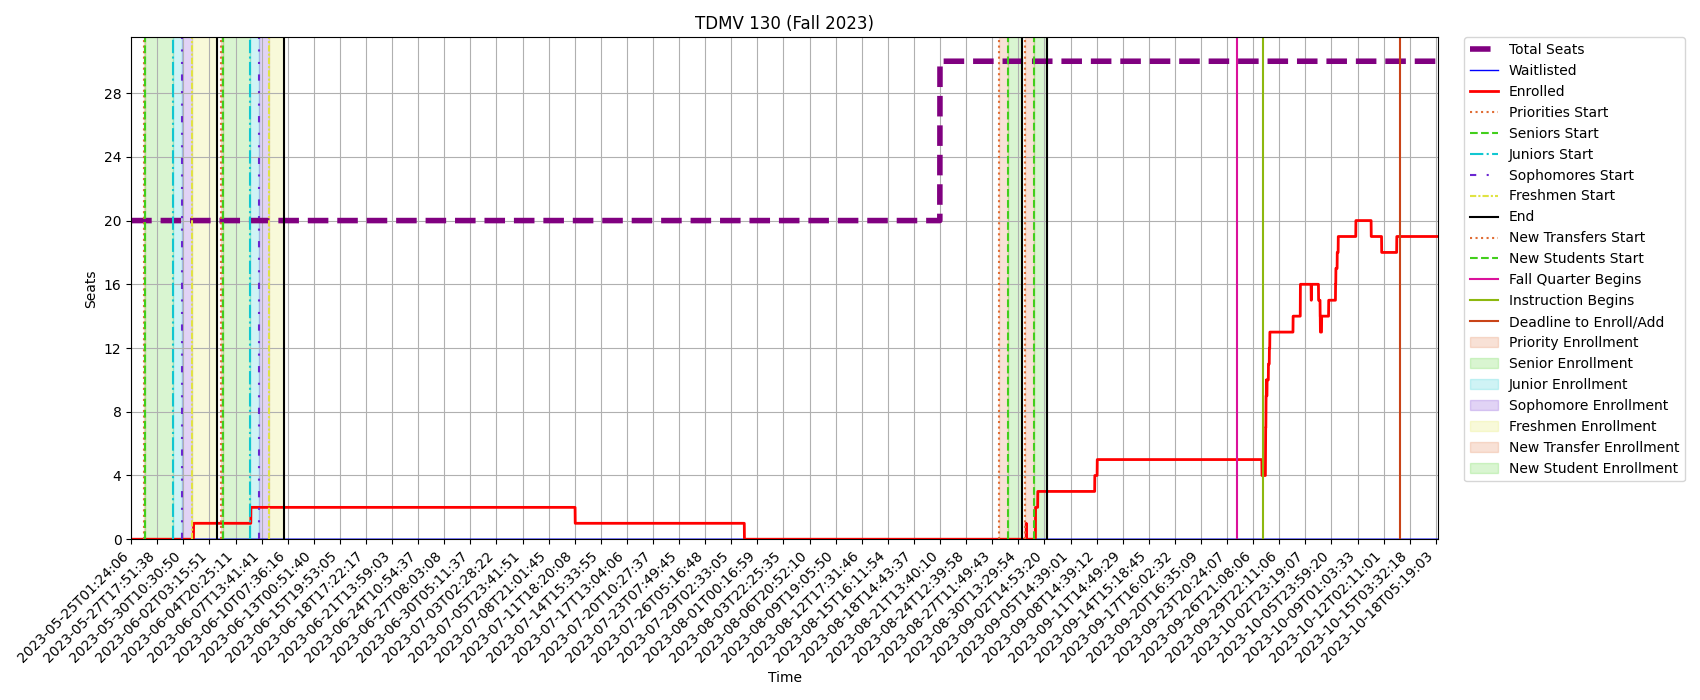 TDMV 130 (Fall 2023)
28
24
20
16
12
8
4
0
Seats
2023-05-25T01:24:06
2023-05-27T17:51:38
2023-05-30T10:30:50
2023-06-02T03:15:51
2023-06-04T20:25:11
2023-06-07T13:41:41
2023-06-10T07:36:16
2023-06-13T00:51:40
2023-06-15T19:53:05
2023-06-18T17:22:17
2023-06-21T13:59:03
2023-06-24T10:54:37
2023-06-27T08:03:08
2023-06-30T05:11:37
2023-07-03T02:28:22
2023-07-05T23:41:51
2023-07-08T21:01:45
2023-07-11T18:20:08
2023-07-14T15:33:55
2023-07-17T13:04:06
2023-07-20T10:27:37
2023-07-23T07:49:45
2023-07-26T05:16:48
2023-07-29T02:33:05
2023-08-01T00:16:59
2023-08-03T22:25:35
2023-08-06T20:52:10
2023-08-09T19:05:50
2023-08-12T17:31:46
2023-08-15T16:11:54
2023-08-18T14:43:37
2023-08-21T13:40:10
2023-08-24T12:39:58
2023-08-27T11:49:43
2023-08-30T13:29:54
2023-09-02T14:53:20
2023-09-05T14:39:01
2023-09-08T14:39:12
2023-09-11T14:49:29
2023-09-14T15:18:45
2023-09-17T16:02:32
2023-09-20T16:35:09
2023-09-23T20:24:07
2023-09-26T21:08:06
2023-09-29T22:11:06
2023-10-02T23:19:07
2023-10-05T23:59:20
2023-10-09T01:03:33
2023-10-12T02:11:01
2023-10-15T03:32:18
2023-10-18T05:19:03
Time
Total Seats
Waitlisted
Enrolled
Priorities Start
Seniors Start
Juniors Start
Sophomores Start
Freshmen Start
End
New Transfers Start
New Students Start
Fall Quarter Begins
Instruction Begins
Deadline to Enroll/Add
Priority Enrollment
Senior Enrollment
Junior Enrollment
Sophomore Enrollment
Freshmen Enrollment
New Transfer Enrollment
New Student Enrollment